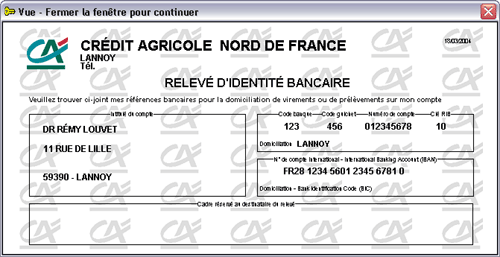 Vue - Fermer la fenêtre pour continuer
CRÉDIT AGRICOLE NORD DE FRANCE
18/03/2004
LANNOY
Tél.
RELEVÉ D'IDENTITÉ BANCAIRE
Veuillez trouver ci-joint mes références bancaires pour la domiciliation de virements ou de prélèvements sur mon compte
Intitulé de compte
DR RÉMY LOUVET
11 RUE DE LILLE
59390 - LANNOY
Code banque Code guichet Numéro de compte Clé RIB
123 456 012345678 10
Domiciliation LANNOY
N° de compte International - International Banking Account (IBAN)
FR28 1234 5601 2345 6781 0
Domiciliation - Bank Identification Code (BIC)
Cadre réservé au destinataire du relevé